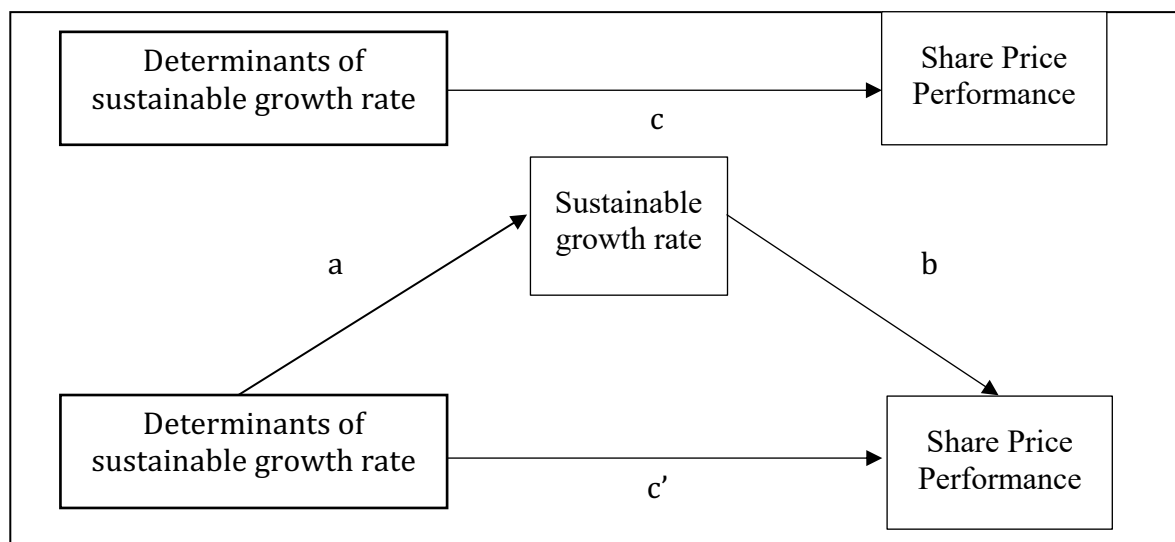 Determinants of
sustainable growth rate
Share Price
Performance
c
Sustainable
growth rate
a
b
Determinants of
sustainable growth rate
Share Price
Performance
c’